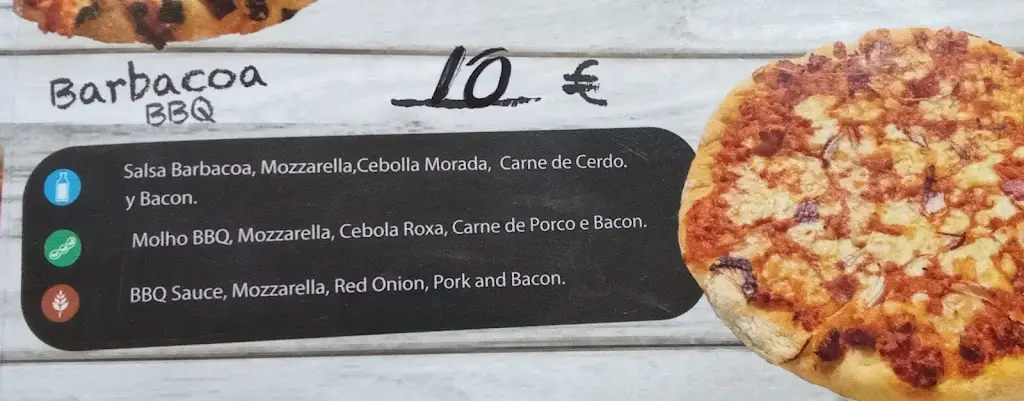 Barbacoa
BBQ
10 €
Salsa Barbacoa, Mozzarella,Cebolla Morada, Carne de Cerdo.
y Bacon.
Molho BBQ, Mozzarella, Cebola Roxa, Carne de Porco e Bacon.
BBQ Sauce, Mozzarella, Red Onion, Pork and Bacon.